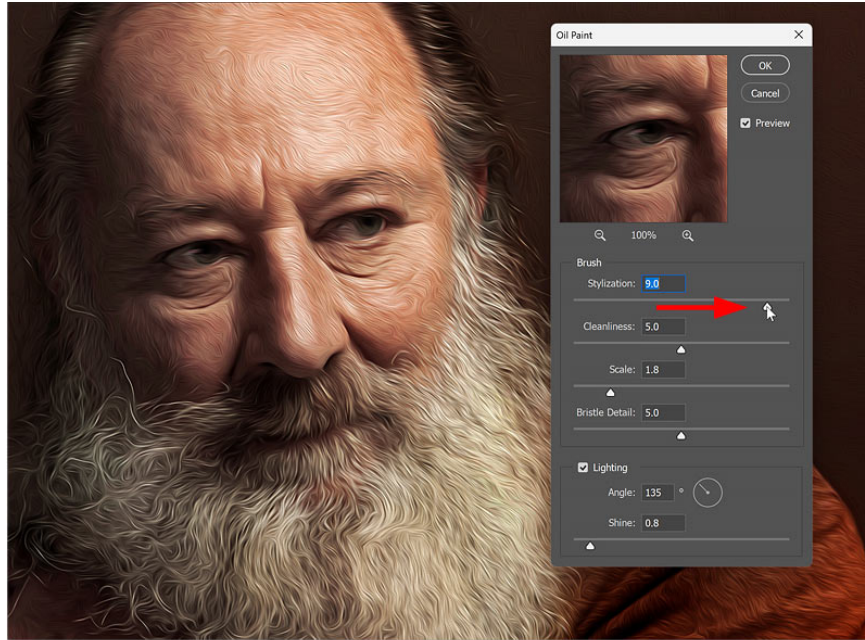 Oil Paint
OK
Cancel
Preview
100%
Brush
Stylization: 9.0
Cleanliness: 5.0
Scale: 1.8
Bristle Detail: 5.0
Lighting
Angle: 135 °
Shine: 0.8